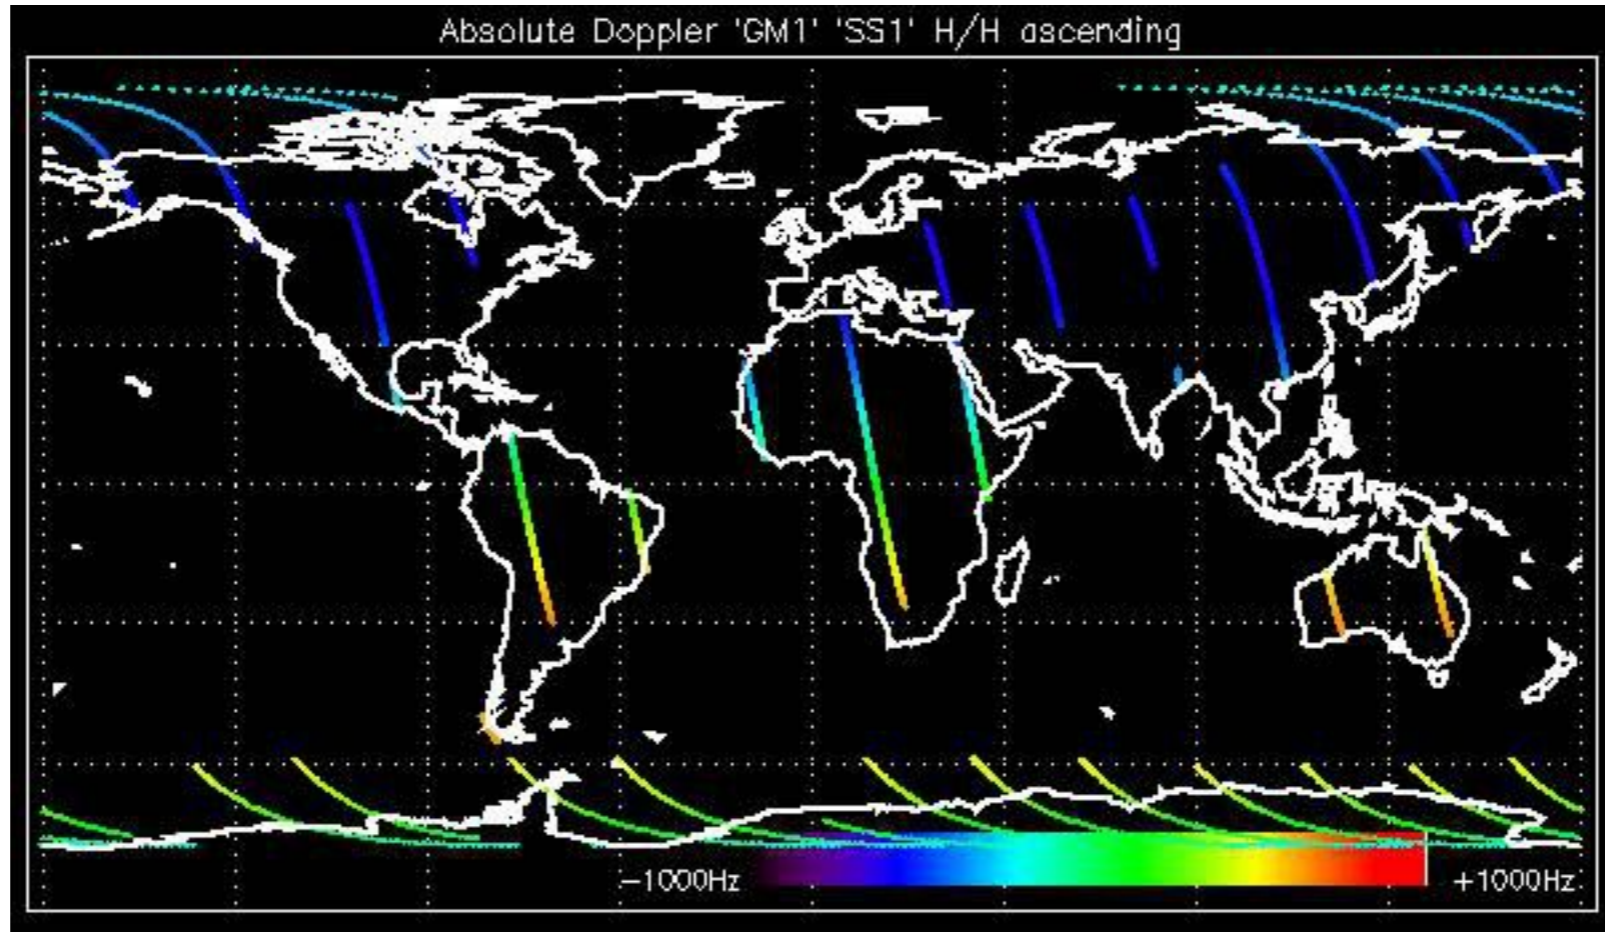 Absolute Doppler 'GM1' 'SS1' H/H ascending
−1000Hz
+1000Hz